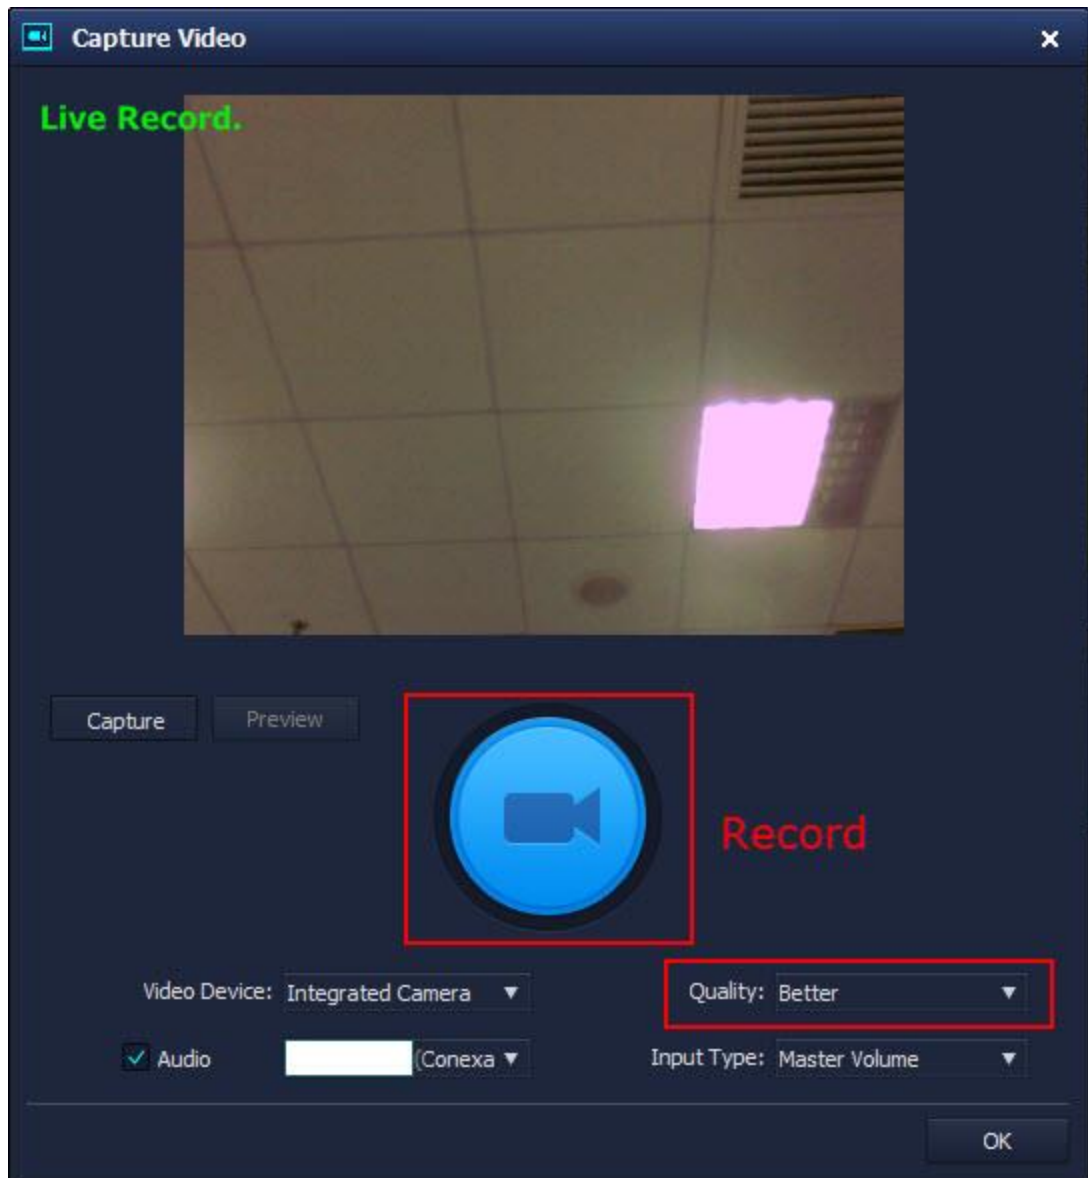 Capture Video
Live Record.
Capture Preview
Record
Video Device: Integrated Camera Quality: Better
Audio (Conexa Input Type: Master Volume
OK